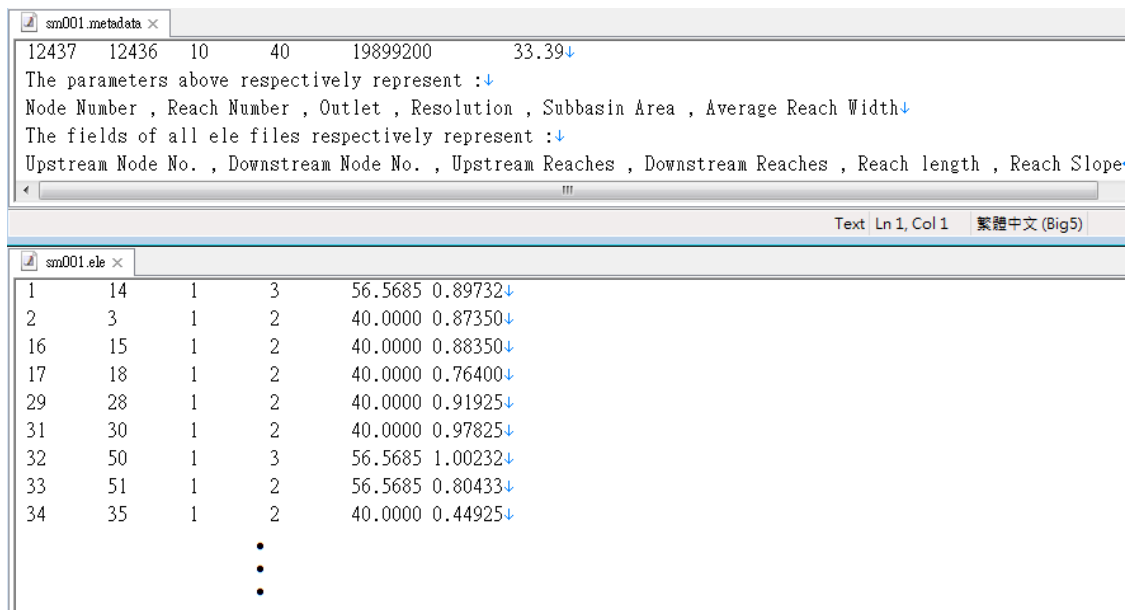 sm001.metadata ×
12437 12436 10 40 19899200 33.39↓
The parameters above respectively represent :↓
Node Number , Reach Number , Outlet , Resolution , Subbasin Area , Average Reach Width↓
The fields of all ele files respectively represent :↓
Upstream Node No. , Downstream Node No. , Upstream Reaches , Downstream Reaches , Reach length , Reach Slope
Text Ln 1, Col 1 繁體中文 (Big5)
sm001.ele ×
1 14 1 3 56.5685 0.89732↓
2 3 1 2 40.0000 0.87350↓
16 15 1 2 40.0000 0.88350↓
17 18 1 2 40.0000 0.76400↓
29 28 1 2 40.0000 0.91925↓
31 30 1 2 40.0000 0.97825↓
32 50 1 3 56.5685 1.00232↓
33 51 1 2 56.5685 0.80433↓
34 35 1 2 40.0000 0.44925↓